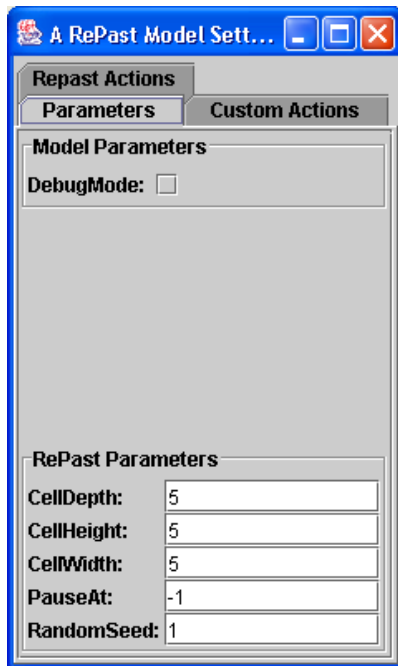 A RePast Model Sett...
Repast Actions
Parameters Custom Actions
Model Parameters
DebugMode:
RePast Parameters
CellDepth: 5
CellHeight: 5
CellWidth: 5
PauseAt: -1
RandomSeed: 1